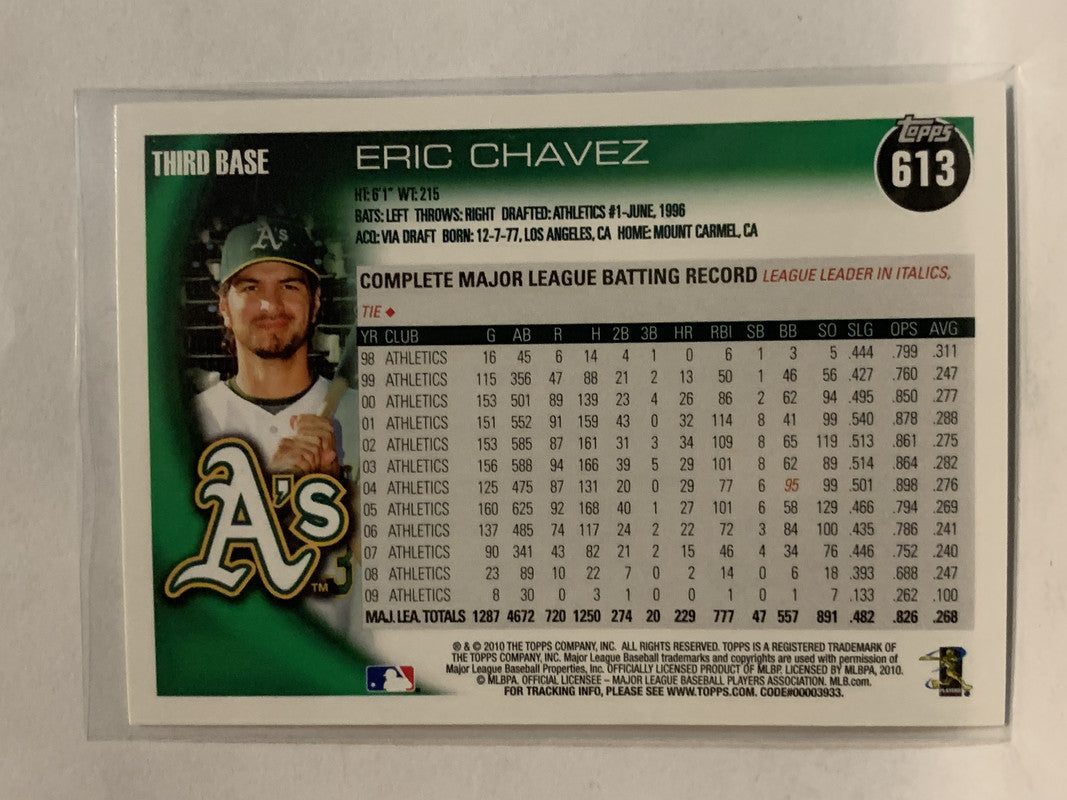 Topps
613
THIRD BASE
ERIC CHAVEZ
HT: 6'1" WT: 215
BATS: LEFT THROWS: RIGHT DRAFTED: ATHLETICS #1-JUNE, 1996
ACQ: VIA DRAFT BORN: 12-7-77, LOS ANGELES, CA HOME: MOUNT CARMEL, CA
A's
COMPLETE MAJOR LEAGUE BATTING RECORD LEAGUE LEADER IN ITALICS,
TIE ◆
YR CLUB G AB R H 2B 3B HR RBI SB BB SO SLG OPS AVG
98 ATHLETICS 16 45 6 14 4 1 0 6 1 3 5 .444 .799 .311
99 ATHLETICS 115 356 47 88 21 2 13 50 1 46 56 .427 .760 .247
00 ATHLETICS 153 501 89 139 23 4 26 86 2 62 94 .495 .850 .277
01 ATHLETICS 151 552 91 159 43 0 32 114 8 41 99 .540 .878 .288
02 ATHLETICS 153 585 87 161 31 3 34 109 8 65 119 .513 .861 .275
03 ATHLETICS 156 588 94 166 39 5 29 101 8 62 89 .514 .864 .282
04 ATHLETICS 125 475 87 131 20 0 29 77 6 95 99 .501 .898 .276
05 ATHLETICS 160 625 92 168 40 1 27 101 6 58 129 .466 .794 .269
06 ATHLETICS 137 485 74 117 24 2 22 72 3 84 100 .435 .786 .241
07 ATHLETICS 90 341 43 82 21 2 15 46 4 34 76 .446 .752 .240
08 ATHLETICS 23 89 10 22 7 0 2 14 0 6 18 .393 .688 .247
09 ATHLETICS 8 30 0 3 1 0 0 1 0 1 7 .133 .262 .100
MAJ. LEA. TOTALS 1287 4672 720 1250 274 20 229 777 47 557 891 .482 .826 .268
A's
TM
3
® & © 2010 THE TOPPS COMPANY, INC. ALL RIGHTS RESERVED. TOPPS IS A REGISTERED TRADEMARK OF
THE TOPPS COMPANY, INC. Major League Baseball trademarks and copyrights are used with permission of
Major League Baseball Properties, Inc. OFFICIALLY LICENSED PRODUCT OF MLBP. LICENSED BY MLBPA, 2010.
© MLBPA. OFFICIAL LICENSEE – MAJOR LEAGUE BASEBALL PLAYERS ASSOCIATION. MLB.com.
FOR TRACKING INFO, PLEASE SEE WWW.TOPPS.COM. CODE#00003933.